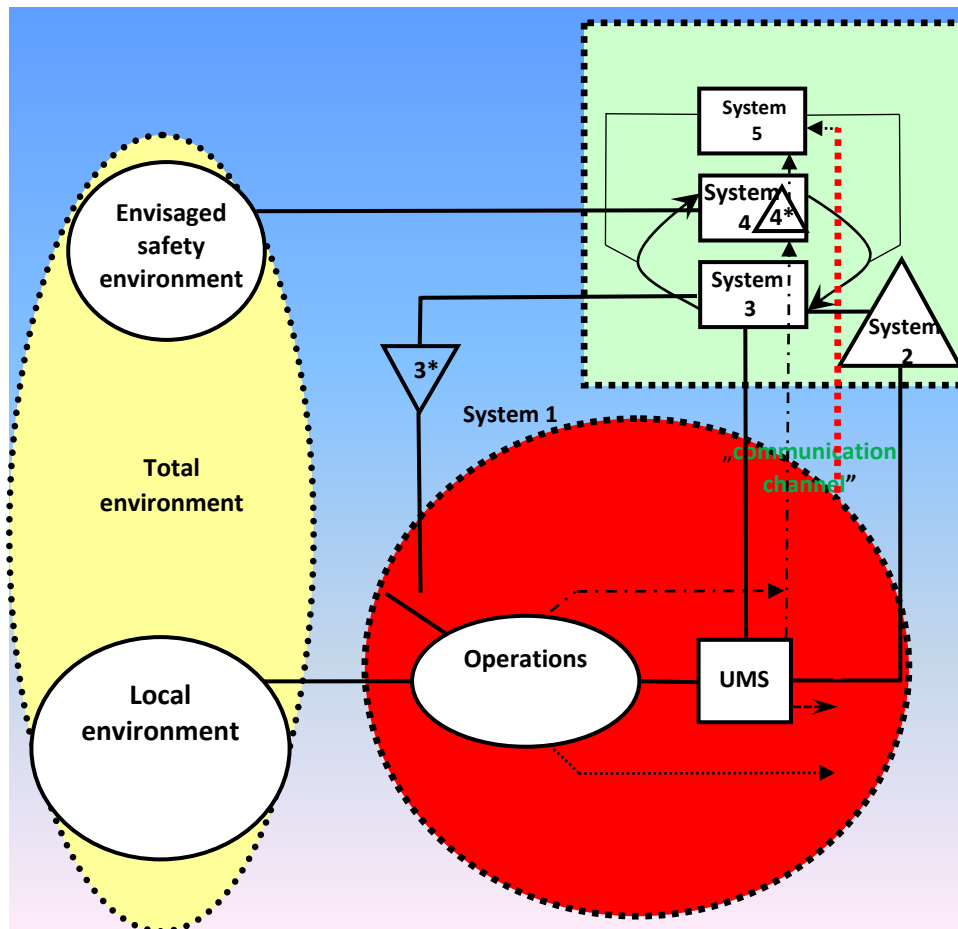 System
5
System
4
4*
System
3
System
2
Envisaged
safety
environment
3*
System 1
Total
environment
„communication
channel”
Operations
UMS
Local
environment